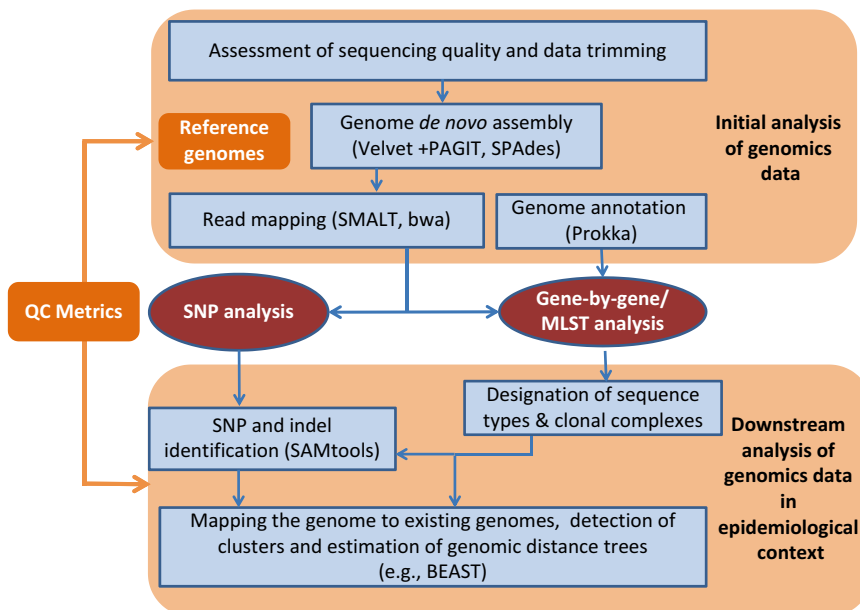 Assessment of sequencing quality and data trimming
Reference
genomes
Genome de novo assembly
(Velvet +PAGIT, SPAdes)
Initial analysis
of genomics
data
Read mapping (SMALT, bwa)
Genome annotation
(Prokka)
QC Metrics
SNP analysis
Gene-by-gene/
MLST analysis
Designation of sequence
types & clonal complexes
SNP and indel
identification (SAMtools)
Downstream
analysis of
genomics data
in
epidemiological
context
Mapping the genome to existing genomes, detection of
clusters and estimation of genomic distance trees
(e.g., BEAST)